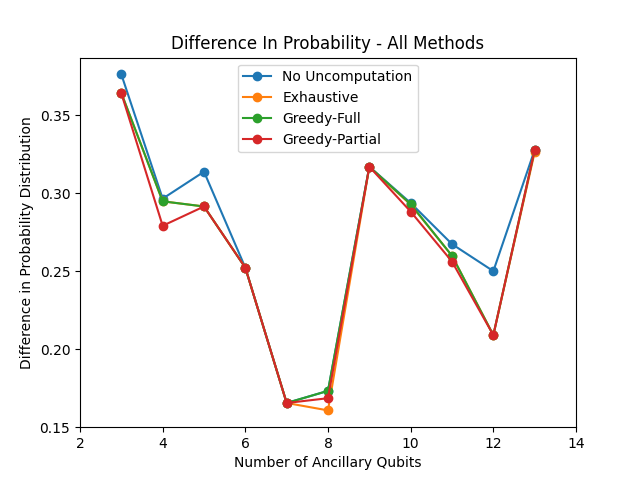 Difference In Probability - All Methods
No Uncomputation
Exhaustive
Greedy-Full
Greedy-Partial
Difference in Probability Distribution
0.35
0.30
0.25
0.20
0.15
2 4 6 8 10 12 14
Number of Ancillary Qubits